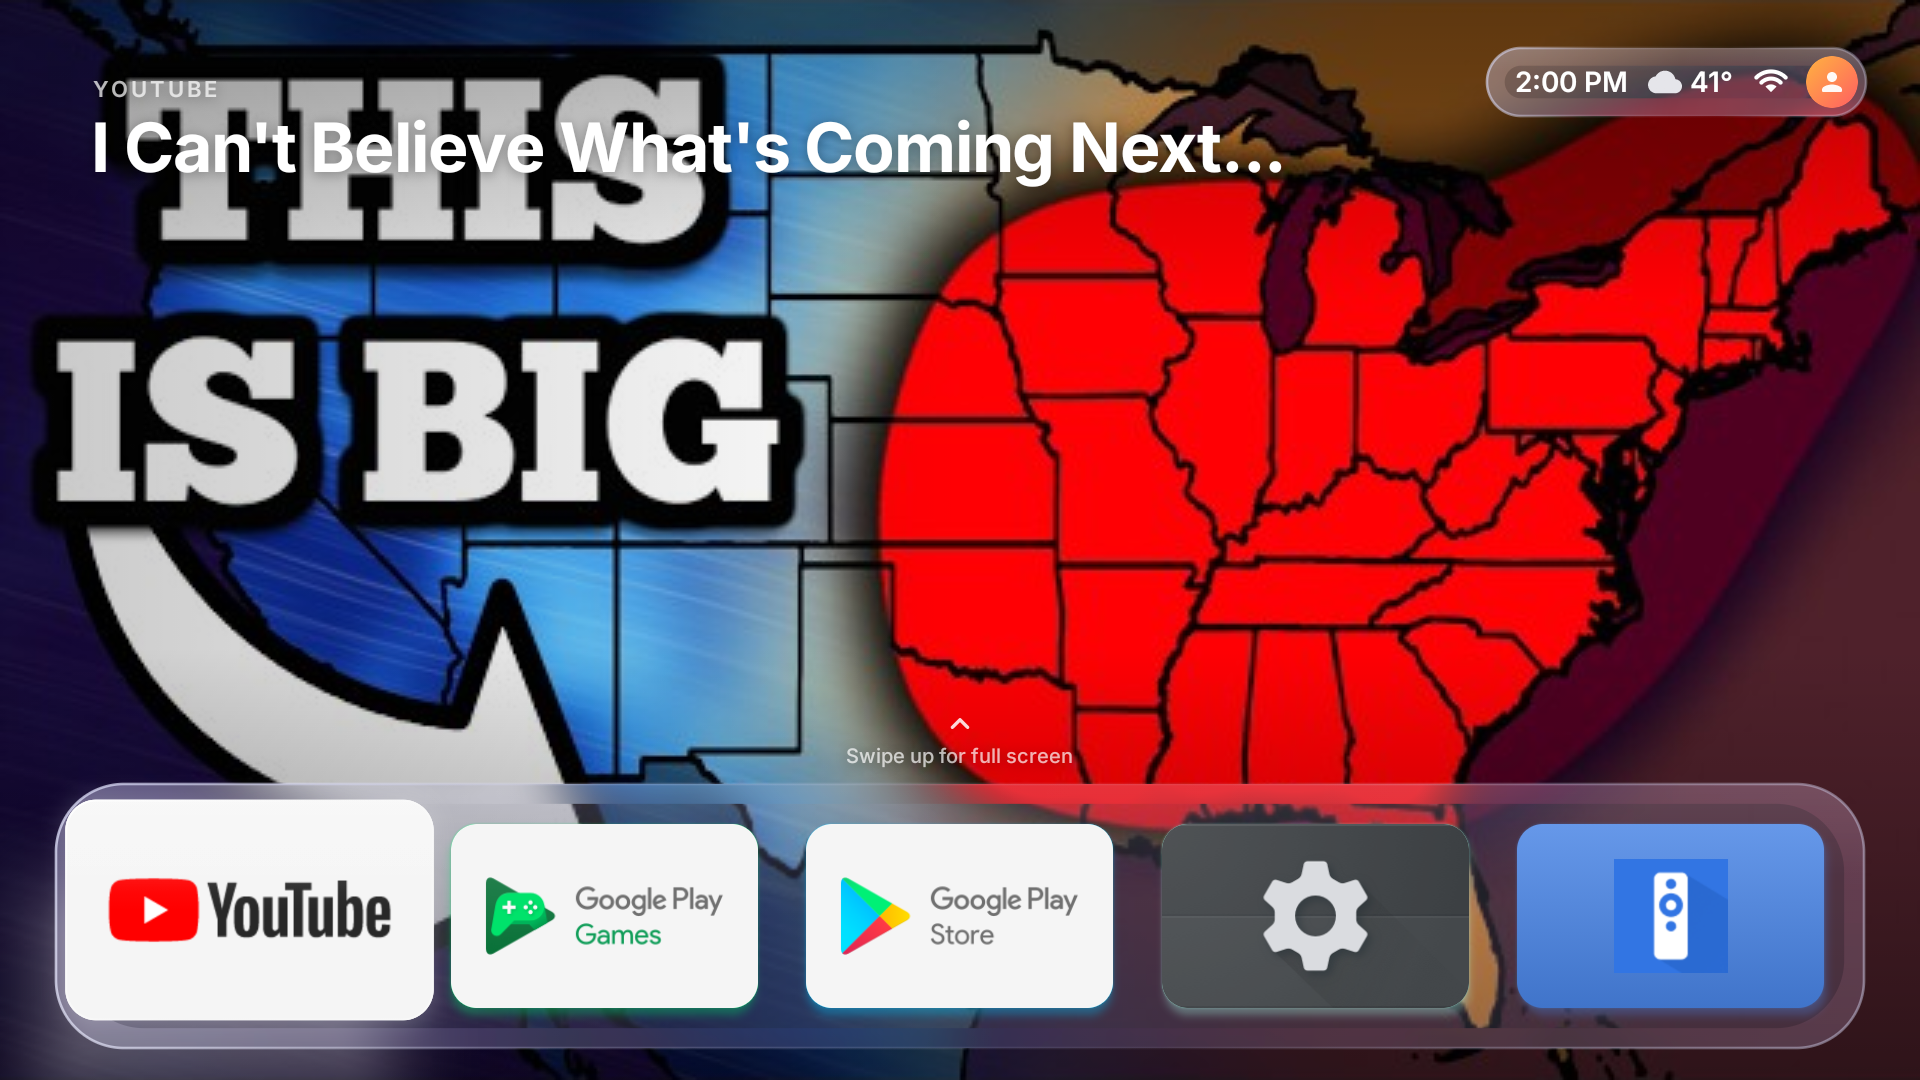 YOUTUBE
I Can't Believe What's Coming Next...
2:00 PM 41°
THIS
IS BIG
Swipe up for full screen
YouTube
Google Play
Games
Google Play
Store